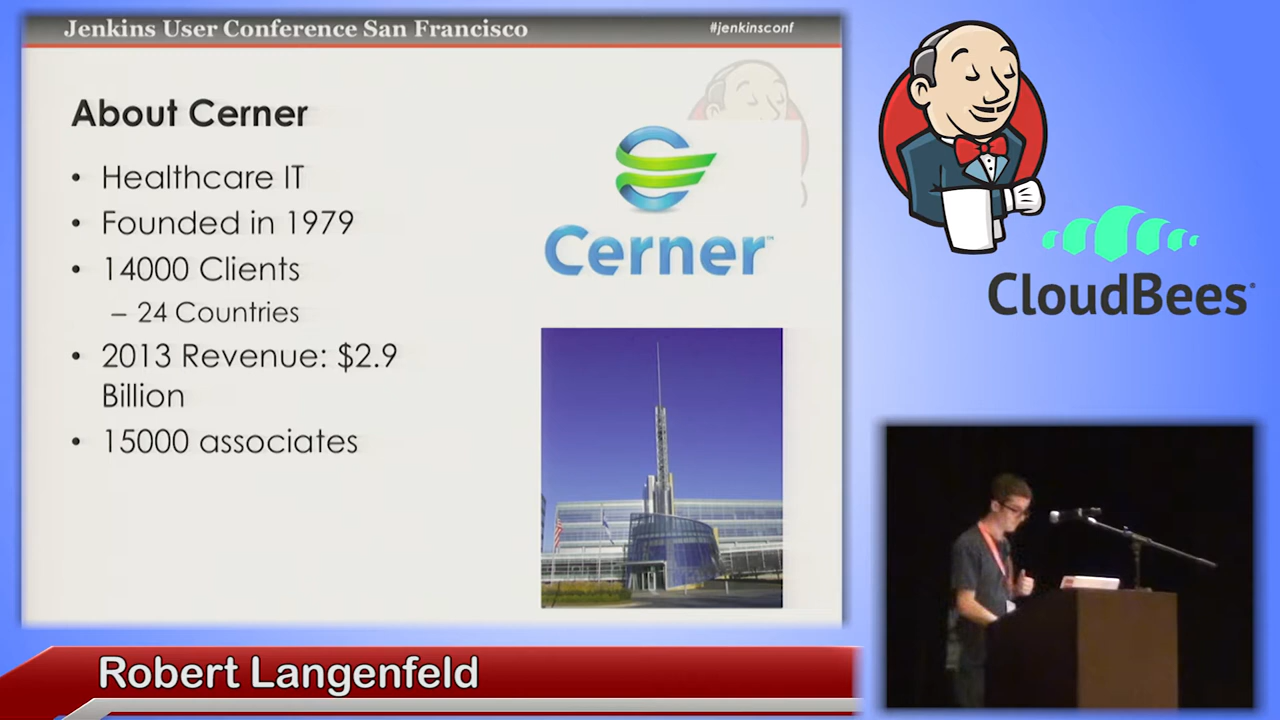 Jenkins User Conference San Francisco
#jenkinsconf
About Cerner
• Healthcare IT
• Founded in 1979
• 14000 Clients
– 24 Countries
• 2013 Revenue: $2.9
Billion
• 15000 associates
Cerner™
CloudBees
Robert Langenfeld